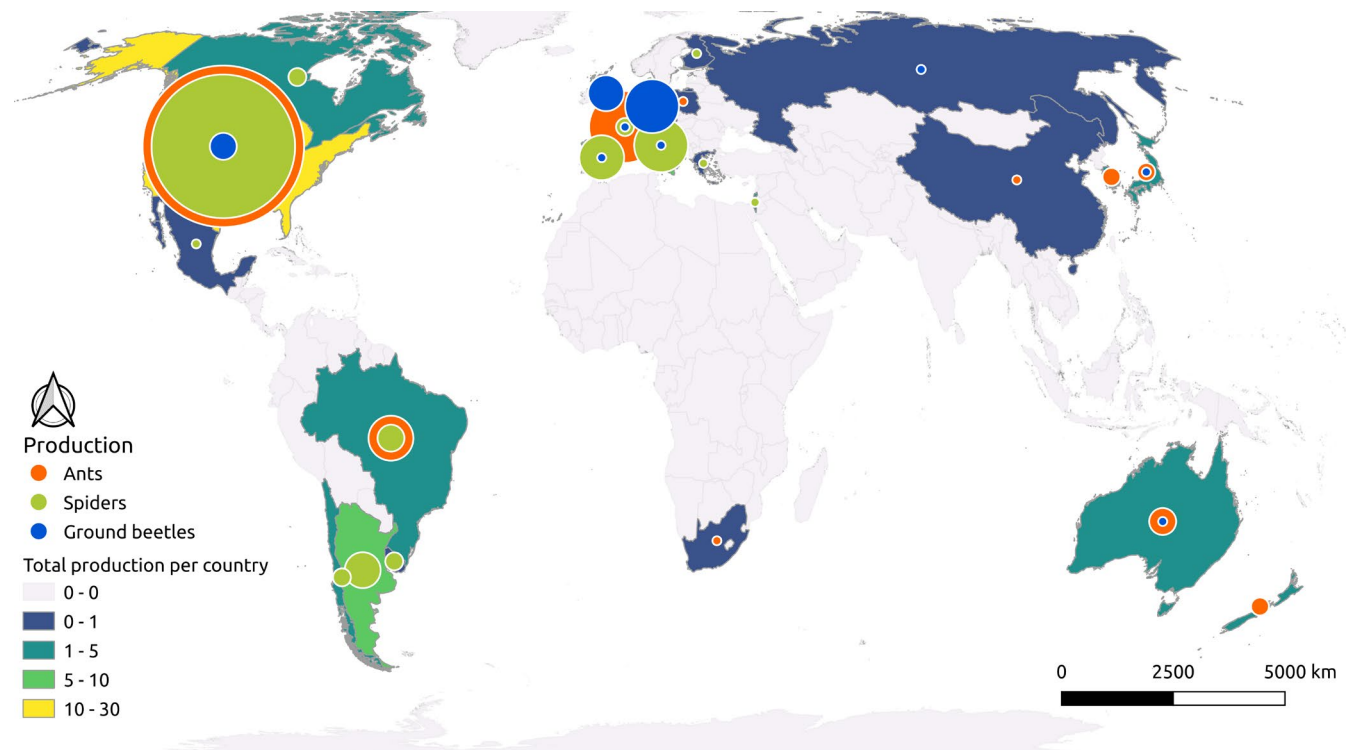 Production
Ants
Spiders
Ground beetles
Total production per country
0 - 0
0 - 1
1 - 5
5 - 10
10 - 30
0 2500 5000 km